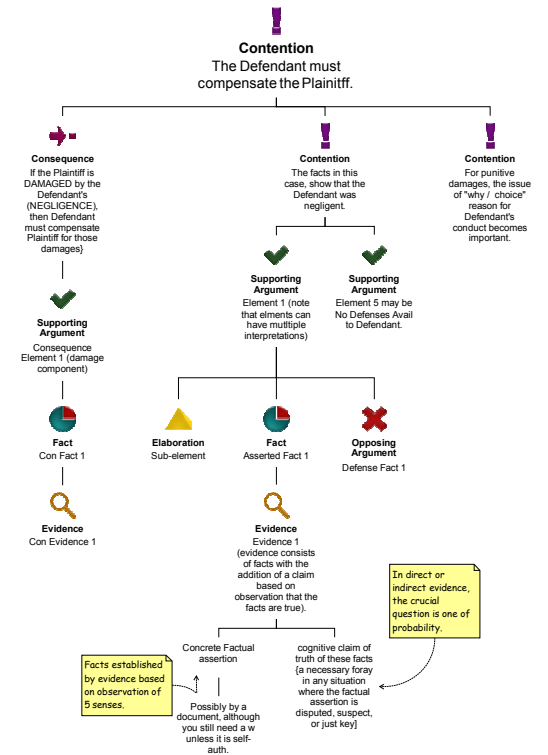 Contention
The Defendant must
compensate the Plainitff.
Consequence
If the Plaintiff is
DAMAGED by the
Defendant's
(NEGLIGENCE),
then Defendant
must compensate
Plaintiff for those
damages}
Contention
The facts in this
case, show that the
Defendant was
negligent.
Contention
For punitive
damages, the issue
of "why / choice"
reason for
Defendant's
conduct becomes
important.
Supporting
Argument
Element 1 (note
that elments can
have mutltiple
interpretations)
Supporting
Argument
Element 5 may be
No Defenses Avail
to Defendant.
Supporting
Argument
Consequence
Element 1 (damage
component)
Fact
Con Fact 1
Elaboration
Sub-element
Fact
Asserted Fact 1
Opposing
Argument
Defense Fact 1
Evidence
Con Evidence 1
Evidence
Evidence 1
(evidence consists
of facts with the
addition of a claim
based on
observation that the
facts are true).
In direct or
indirect evidence,
the crucial
question is one of
probability.
Concrete Factual
assertion
cognitive claim of
truth of these facts
{a necessary foray
in any situation
where the factual
assertion is
disputed, suspect,
or just key]
Facts established
by evidence based
on observation of
5 senses.
Possibly by a
document, although
you still need a w
unless it is self-
auth.